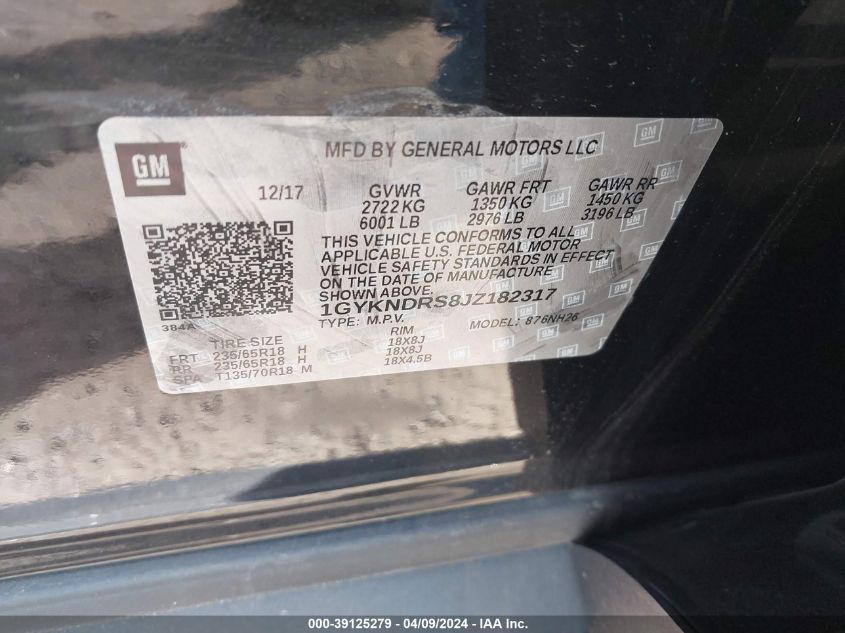 GM
MFD BY GENERAL MOTORS LLC
12/17
GVWR GAWR FRT GAWR RR
2722 KG 1350 KG 1450 KG
6001 LB 2976 LB 3196 LB
THIS VEHICLE CONFORMS TO ALL
APPLICABLE U.S. FEDERAL MOTOR
VEHICLE SAFETY STANDARDS IN EFFECT
ON THE DATE OF MANUFACTURE
SHOWN ABOVE.
1GYKNDRS8JZ182317
384A
TYPE: M.P.V. MODEL: 876NH26
TIRE SIZE RIM
FRT 235/65R18 H 18X8J
RR 235/65R18 H 18X8J
SPA T135/70R18 M 18X4.5B
000-39125279 - 04/09/2024 - IAA Inc.